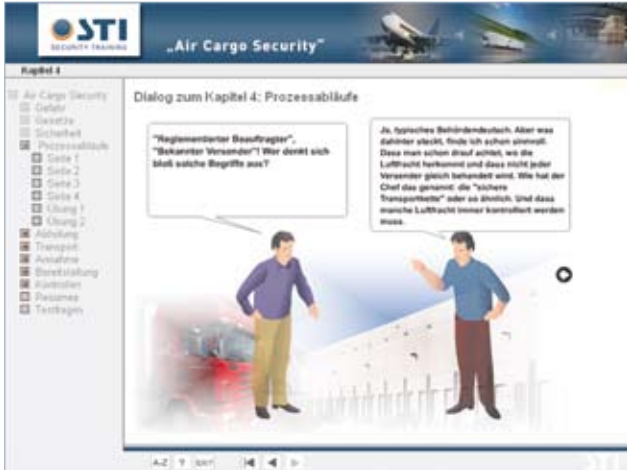 STI
SECURITY TRAINING
„Air Cargo Security"
Kapitel 4
Air Cargo Security
Gefahr
Gesetze
Sicherheit
Prozessabläufe
Seite 1
Seite 2
Seite 3
Seite 4
Übung 1
Übung 2
Abholung
Transport
Annahme
Bereitstellung
Kontrollen
Resümee
Testfragen
Dialog zum Kapitel 4: Prozessabläufe
"Reglementierter Beauftragter",
"Bekannter Versender"! Wer denkt sich
bloß solche Begriffe aus?
Ja, typisches Behördendeutsch. Aber was
dahinter steckt, finde ich schon sinnvoll.
Dass man schon drauf achtet, wo die
Luftfracht herkommt und dass nicht jeder
Versender gleich behandelt wird. Wie hat der
Chef das genannt: die "sichere
Transportkette" oder so ähnlich. Und dass
manche Luftfracht immer kontrolliert werden
muss.
A-Z ? EXIT
STI